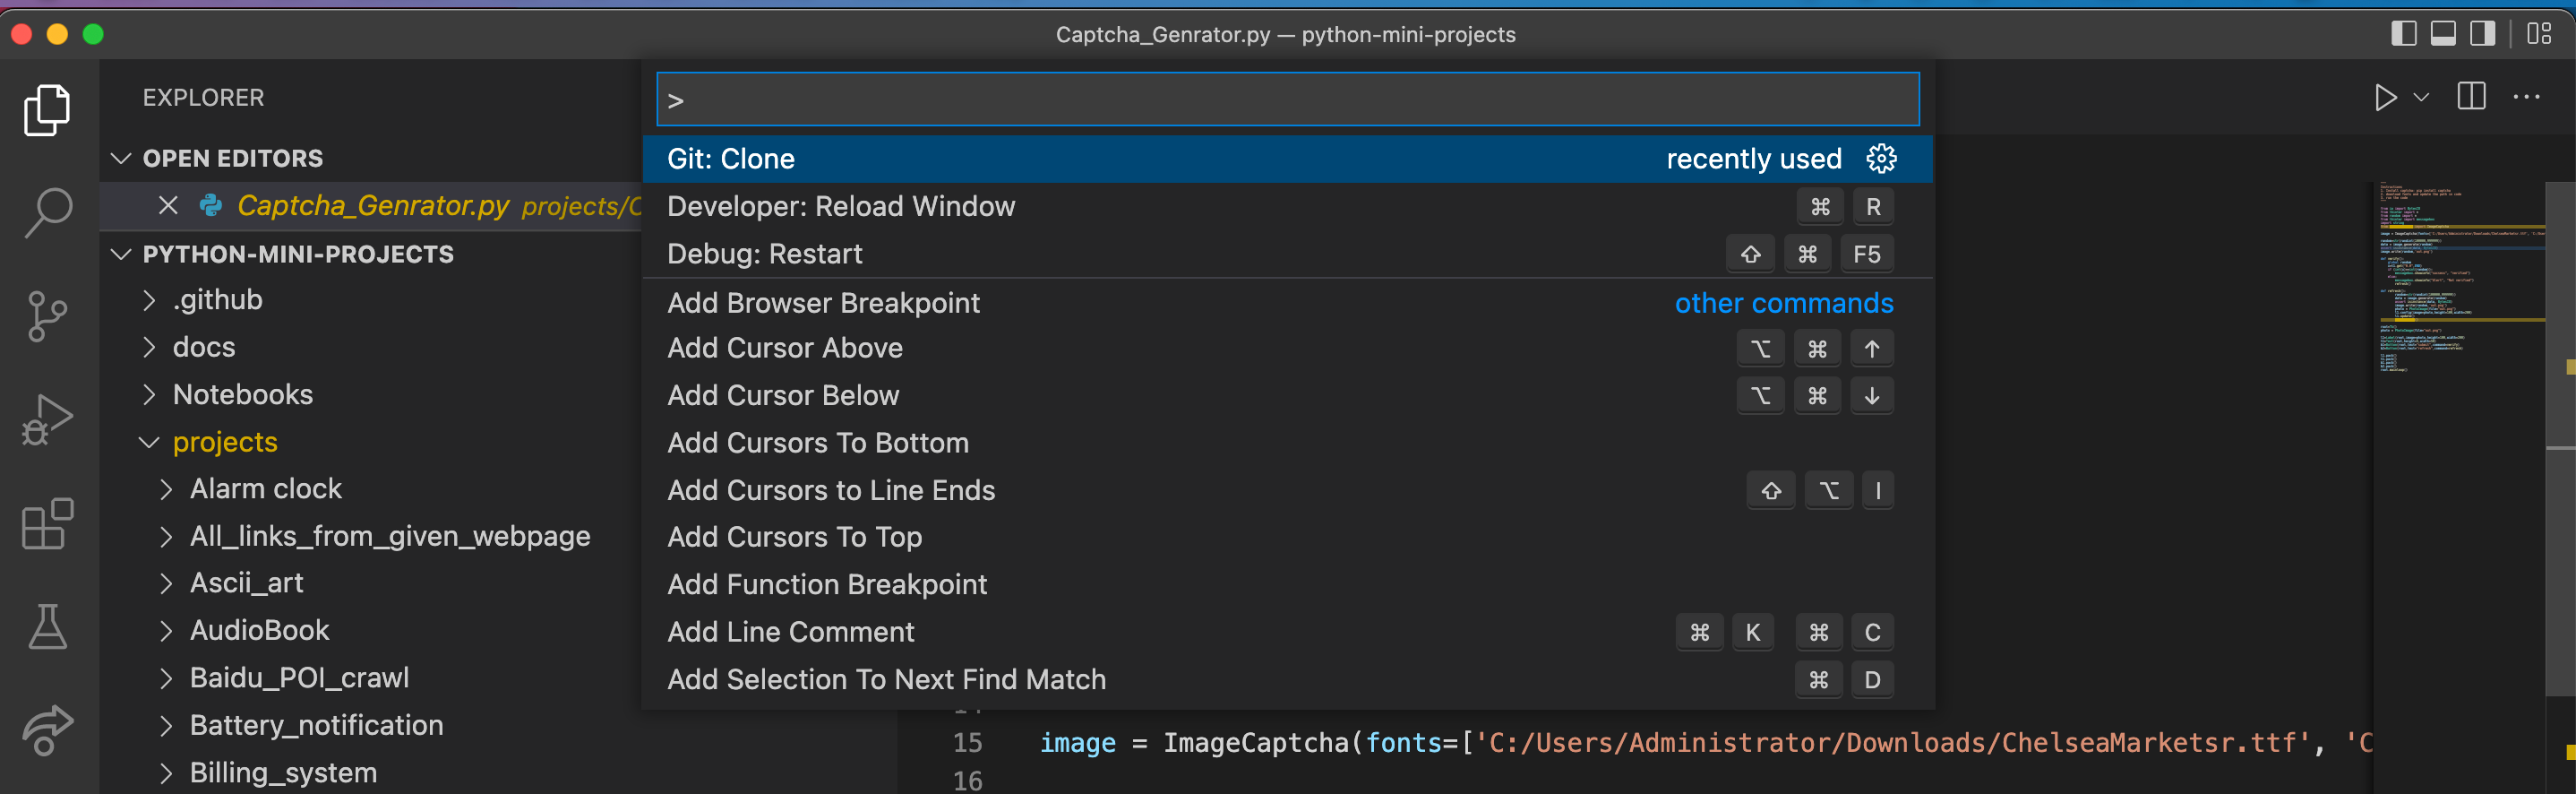 Captcha_Genrator.py — python-mini-projects
EXPLORER
OPEN EDITORS
Captcha_Genrator.py projects/C
PYTHON-MINI-PROJECTS
.github
docs
Notebooks
projects
Alarm clock
All_links_from_given_webpage
Ascii_art
AudioBook
Baidu_POI_crawl
Battery_notification
Billing_system
>
Git: Clone recently used
Developer: Reload Window ⌘ R
Debug: Restart ⇧ ⌘ F5
Add Browser Breakpoint other commands
Add Cursor Above ⌥ ⌘ ↑
Add Cursor Below ⌥ ⌘ ↓
Add Cursors To Bottom
Add Cursors to Line Ends ⇧ ⌥ I
Add Cursors To Top
Add Function Breakpoint
Add Line Comment ⌘ K ⌘ C
Add Selection To Next Find Match ⌘ D
15 image = ImageCaptcha(fonts=['C:/Users/Administrator/Downloads/ChelseaMarketsr.ttf', 'C
16